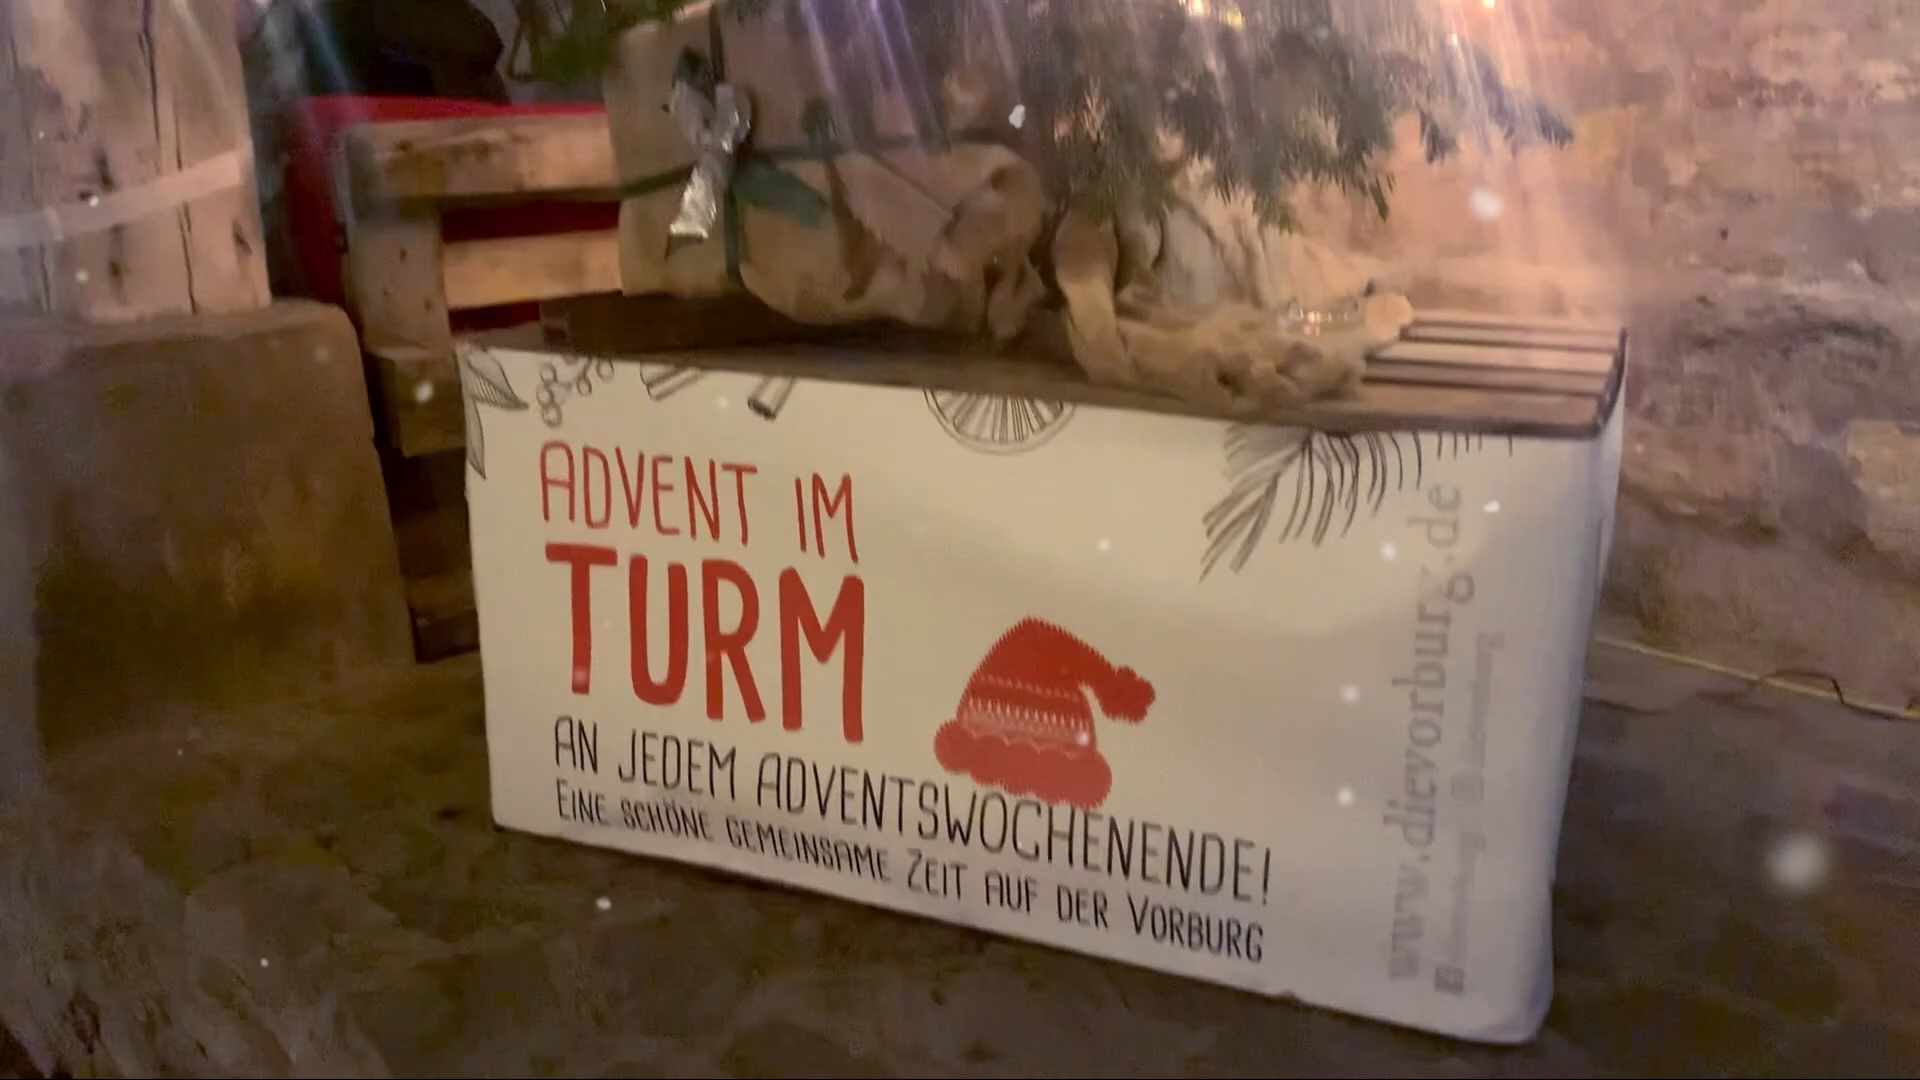 ADVENT IM
TURM
AN JEDEM ADVENTSWOCHENENDE!
EINE SCHÖNE GEMEINSAME ZEIT AUF DER VORBURG
www.dievorburg.de